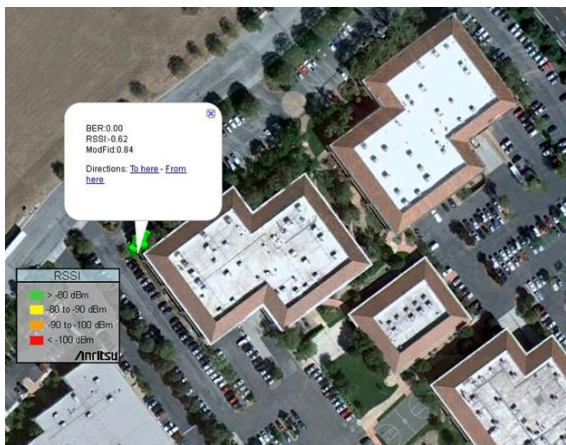 BER:0.00
RSSI:-0.62
ModFid:0.84
Directions: To here - From
here
RSSI
> -80 dBm
-80 to -90 dBm
-90 to -100 dBm
< -100 dBm
Anritsu